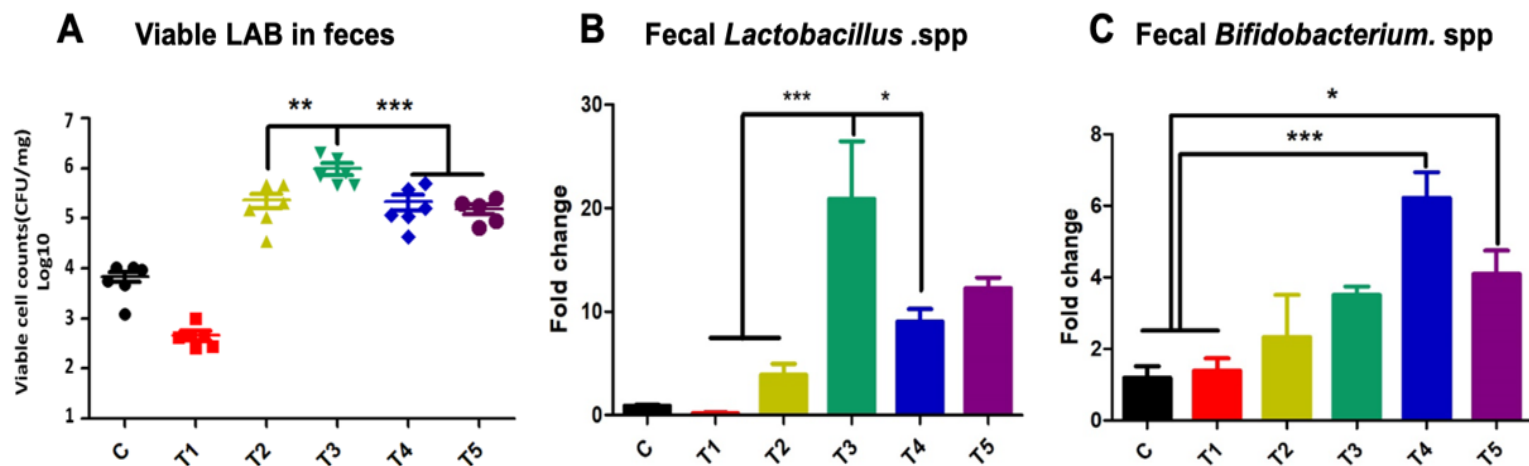 A Viable LAB in feces
Viable cell counts(CFU/mg)
Log10
7
6
5
4
3
2
1
** ***
C T1 T2 T3 T4 T5
B Fecal Lactobacillus .spp
Fold change
30
20
10
0
*** *
C T1 T2 T3 T4 T5
C Fecal Bifidobacterium. spp
Fold change
8
6
4
2
0
*
***
C T1 T2 T3 T4 T5